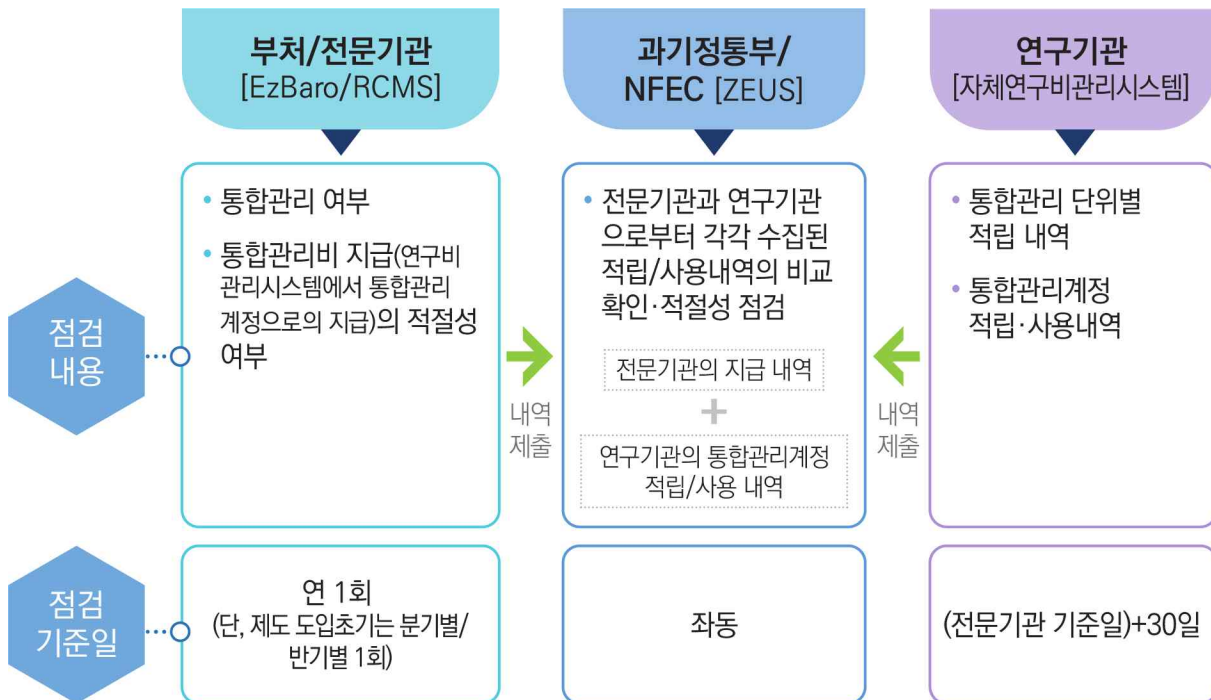 부처/전문기관
[EzBaro/RCMS]
과기정통부/
NFEC [ZEUS]
연구기관
[자체연구비관리시스템]
점검
내용
• 통합관리 여부
• 통합관리비 지급(연구비
관리시스템에서 통합관리
계정으로의 지급)의 적절성
여부
내역
제출
• 전문기관과 연구기관
으로부터 각각 수집된
적립/사용내역의 비교
확인·적절성 점검
전문기관의 지급 내역
+
연구기관의 통합관리계정
적립/사용 내역
내역
제출
• 통합관리 단위별
적립 내역
• 통합관리계정
적립·사용내역
점검
기준일
연 1회
(단, 제도 도입초기는 분기별/
반기별 1회)
좌동
(전문기관 기준일)+30일